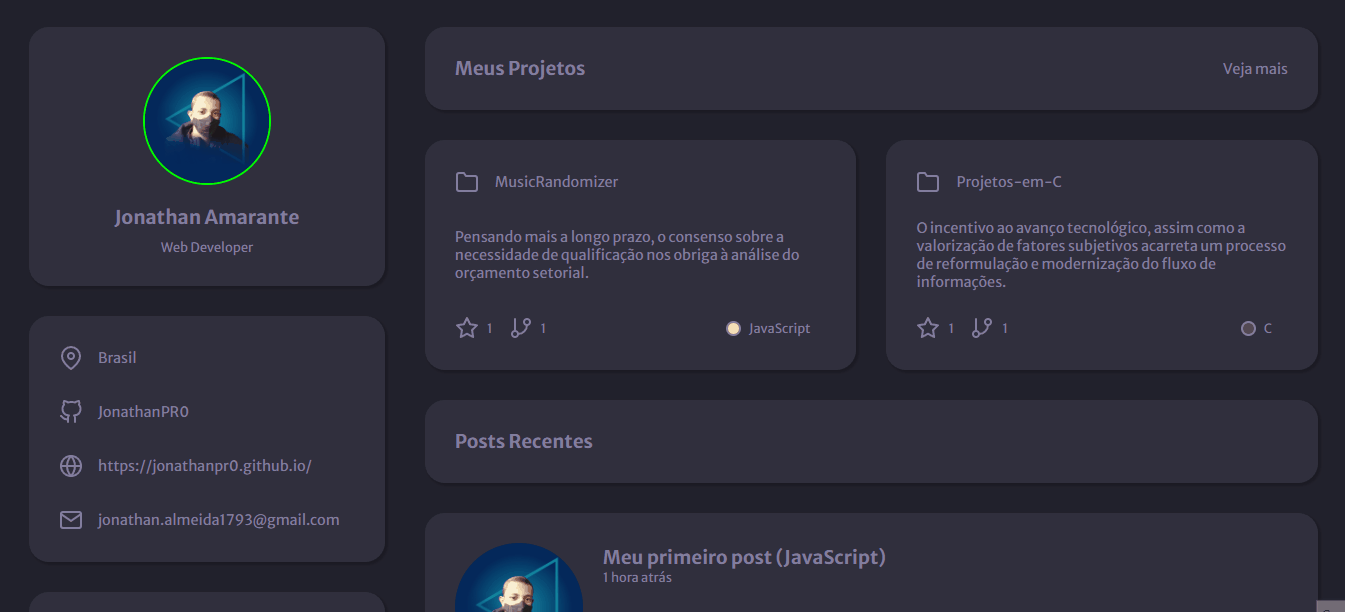 Jonathan Amarante
Web Developer
Brasil
JonathanPR0
https://jonathanpr0.github.io/
jonathan.almeida1793@gmail.com
Meus Projetos
Veja mais
MusicRandomizer
Pensando mais a longo prazo, o consenso sobre a
necessidade de qualificação nos obriga à análise do
orçamento setorial.
1
1
JavaScript
Projetos-em-C
O incentivo ao avanço tecnológico, assim como a
valorização de fatores subjetivos acarreta um processo
de reformulação e modernização do fluxo de
informações.
1
1
C
Posts Recentes
Meu primeiro post (JavaScript)
1 hora atrás